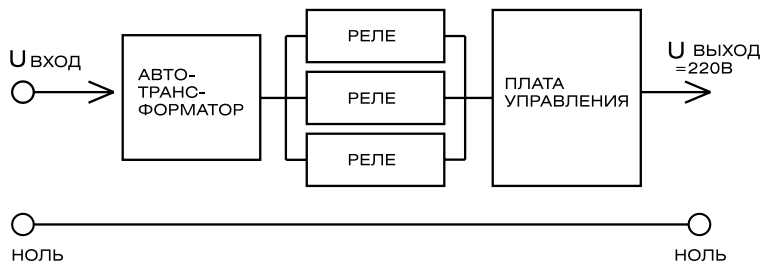 U ВХОД
АВТО-
ТРАНС-
ФОРМАТОР
РЕЛЕ
РЕЛЕ
РЕЛЕ
ПЛАТА
УПРАВЛЕНИЯ
U ВЫХОД
=220В
НОЛЬ
НОЛЬ